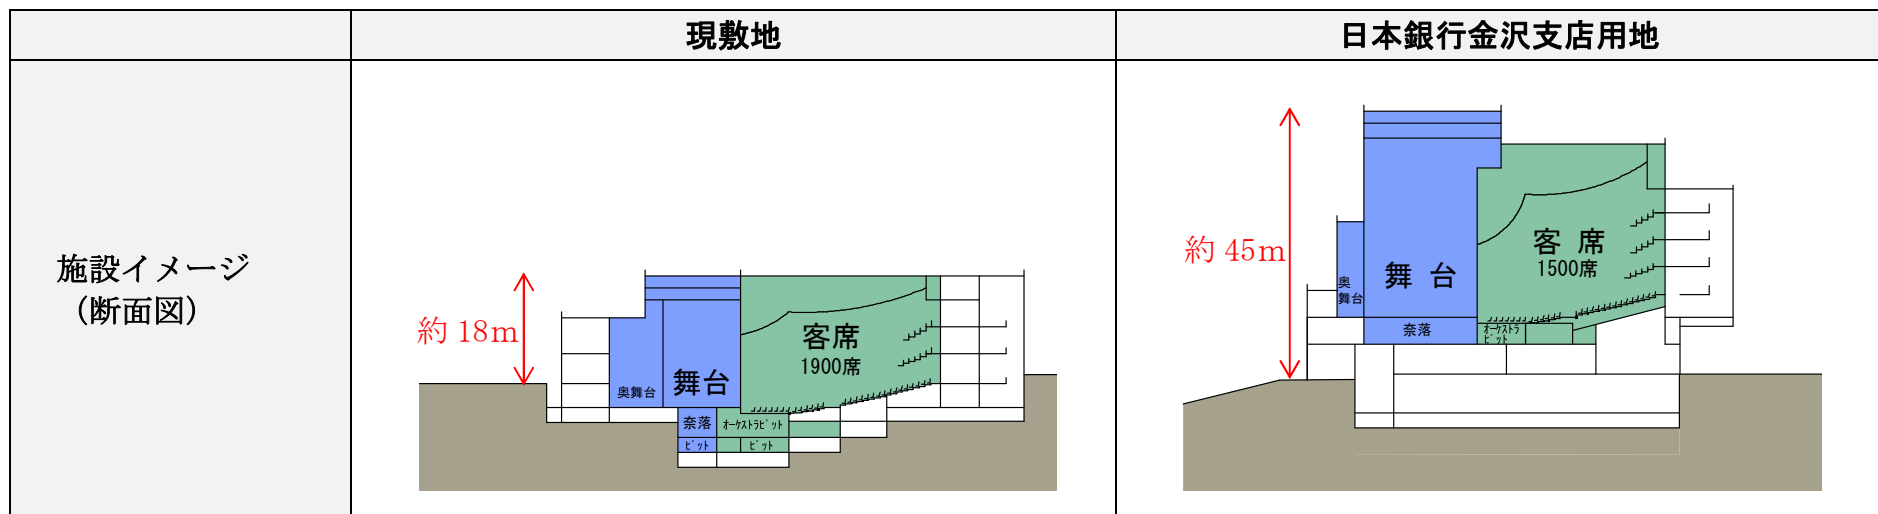 現敷地
日本銀行金沢支店用地
施設イメージ
（断面図）
約 18m
奥舞台
舞台
客席
1900席
奈落
オーケストラピット
ピット
ピット
約 45m
奥
舞台
舞 台
客 席
1500席
奈落
オーケストラ
ピット